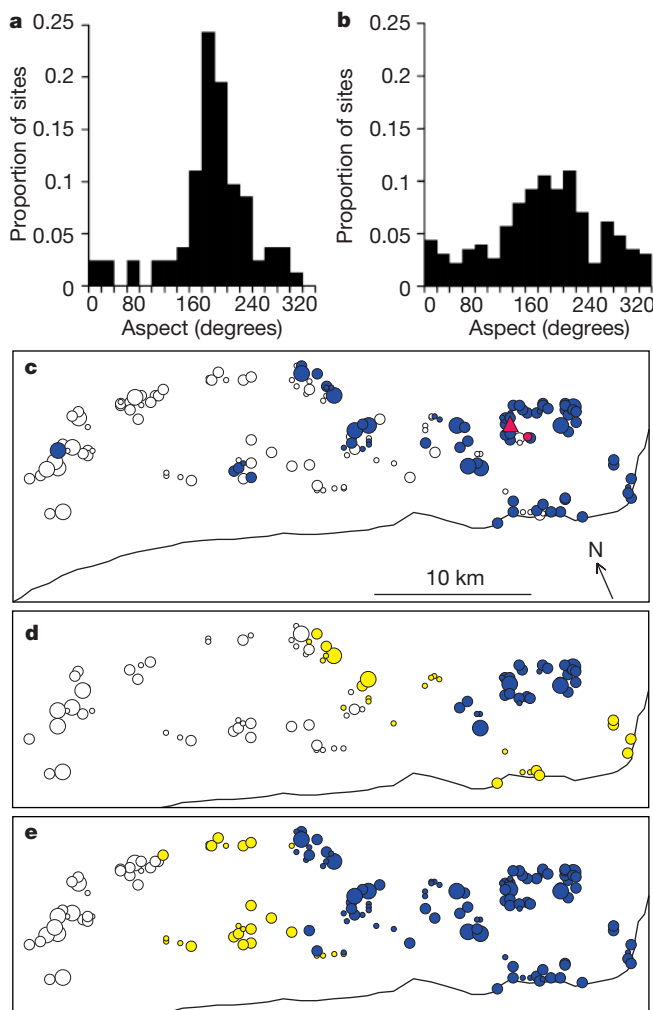 a
0.25
0.2
0.15
0.1
0.05
0
Proportion of sites
0 80 160 240 320
Aspect (degrees)
b
0.25
0.2
0.15
0.1
0.05
0
Proportion of sites
0 80 160 240 320
Aspect (degrees)
c
N
10 km
d
e